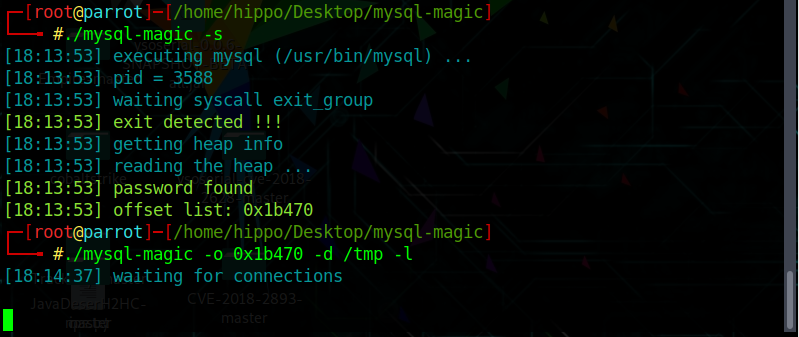 ┌─[root@parrot]─[/home/hippo/Desktop/mysql-magic]
└──╼ #./mysql-magic -s
[18:13:53] executing mysql (/usr/bin/mysql) ...
[18:13:53] pid = 3588
[18:13:53] waiting syscall exit_group
[18:13:53] exit detected !!!
[18:13:53] getting heap info
[18:13:53] reading the heap ...
[18:13:53] password found
[18:13:53] offset list: 0x1b470
┌─[root@parrot]─[/home/hippo/Desktop/mysql-magic]
└──╼ #./mysql-magic -o 0x1b470 -d /tmp -l
[18:14:37] waiting for connections
CVE-2018-2893-
master